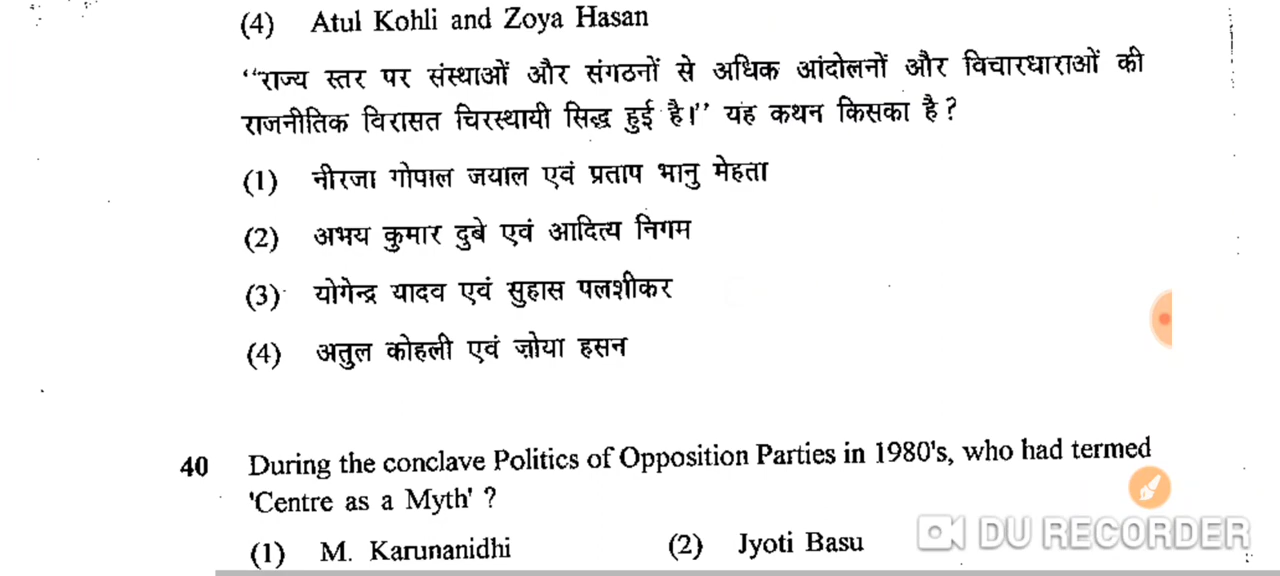 (4) Atul Kohli and Zoya Hasan
“राज्य स्तर पर संस्थाओं और संगठनों से अधिक आंदोलनों और विचारधाराओं की
राजनीतिक विरासत चिरस्थायी सिद्ध हुई है।” यह कथन किसका है ?
(1) नीरजा गोपाल जयाल एवं प्रताप भानु मेहता
(2) अभय कुमार दुबे एवं आदित्य निगम
(3) योगेन्द्र यादव एवं सुहास पलशीकर
(4) अतुल कोहली एवं ज़ोया हसन
40 During the conclave Politics of Opposition Parties in 1980's, who had termed
'Centre as a Myth' ?
(1) M. Karunanidhi (2) Jyoti Basu
DU RECORDER